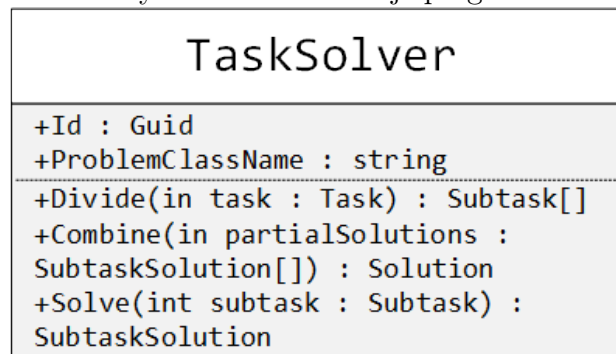 TaskSolver
+Id : Guid
+ProblemClassName : string
+Divide(in task : Task) : Subtask[]
+Combine(in partialSolutions :
SubtaskSolution[]) : Solution
+Solve(int subtask : Subtask) :
SubtaskSolution